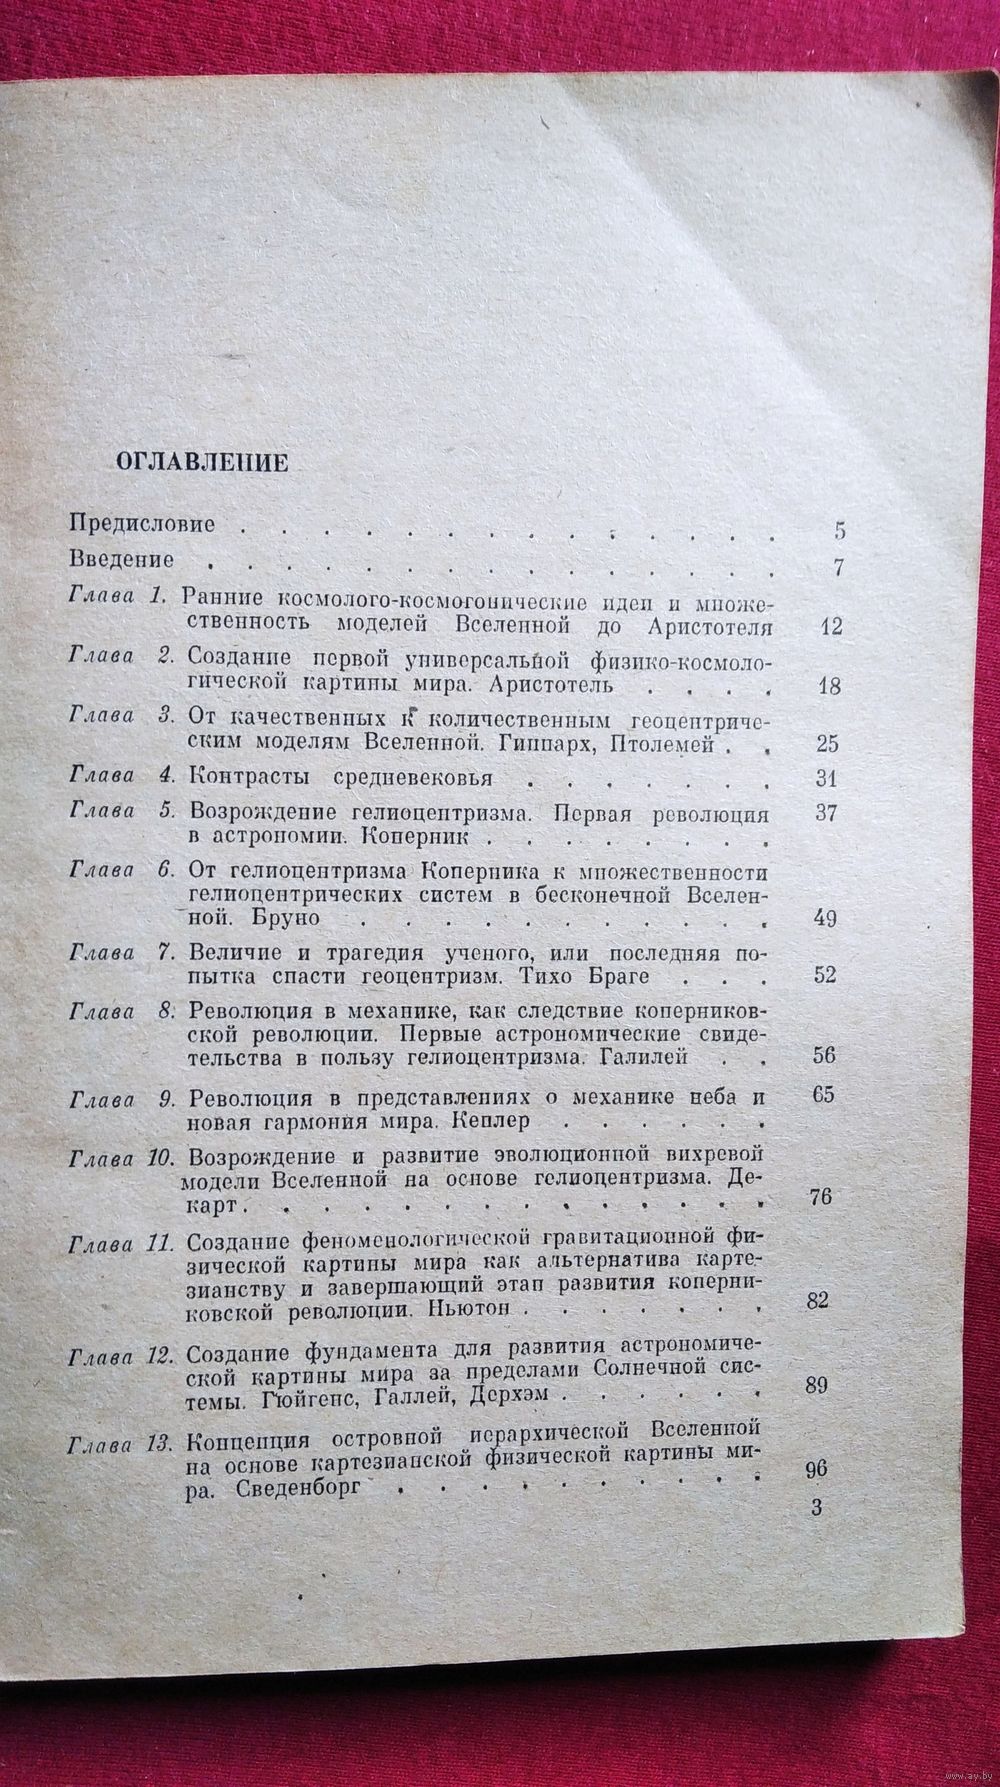 ОГЛАВЛЕНИЕ
Предисловие . . . . . . . . . . . . . . 5
Введение . . . . . . . . . . . . . . . 7
Глава 1. Ранние космолого-космогонические идеи и множе-
ственность моделей Вселенной до Аристотеля 12
Глава 2. Создание первой универсальной физико-космоло-
гической картины мира. Аристотель . . . . 18
Глава 3. От качественных к количественным геоцентриче-
ским моделям Вселенной. Гиппарх, Птолемей . . 25
Глава 4. Контрасты средневековья . . . . . . . 31
Глава 5. Возрождение гелиоцентризма. Первая революция 37
в астрономии. Коперник . . . . . . . .
Глава 6. От гелиоцентризма Коперника к множественности
гелиоцентрических систем в бесконечной Вселен-
ной. Бруно . . . . . . . . . . . 49
Глава 7. Величие и трагедия ученого, или последняя по-
пытка спасти геоцентризм. Тихо Браге . . . 52
Глава 8. Революция в механике, как следствие коперников-
ской революции. Первые астрономические свиде-
тельства в пользу гелиоцентризма. Галилей . . 56
Глава 9. Революция в представлениях о механике неба и 65
новая гармония мира. Кеплер . . . . . .
Глава 10. Возрождение и развитие эволюционной вихревой
модели Вселенной на основе гелиоцентризма. Де-
карт . . . . . . . . . . . . . . 76
Глава 11. Создание феноменологической гравитационной фи-
зической картины мира как альтернатива карте-
зианству и завершающий этап развития коперни-
ковской революции. Ньютон . . . . . . . 82
Глава 12. Создание фундамента для развития астрономиче-
ской картины мира за пределами Солнечной сис-
темы. Гюйгенс, Галлей, Дерхэм . . . . . . 89
Глава 13. Концепция островной иерархической Вселенной
на основе картезианской физической картины ми-
ра. Сведенборг . . . . . . . . . . 96
3
www.ay.by